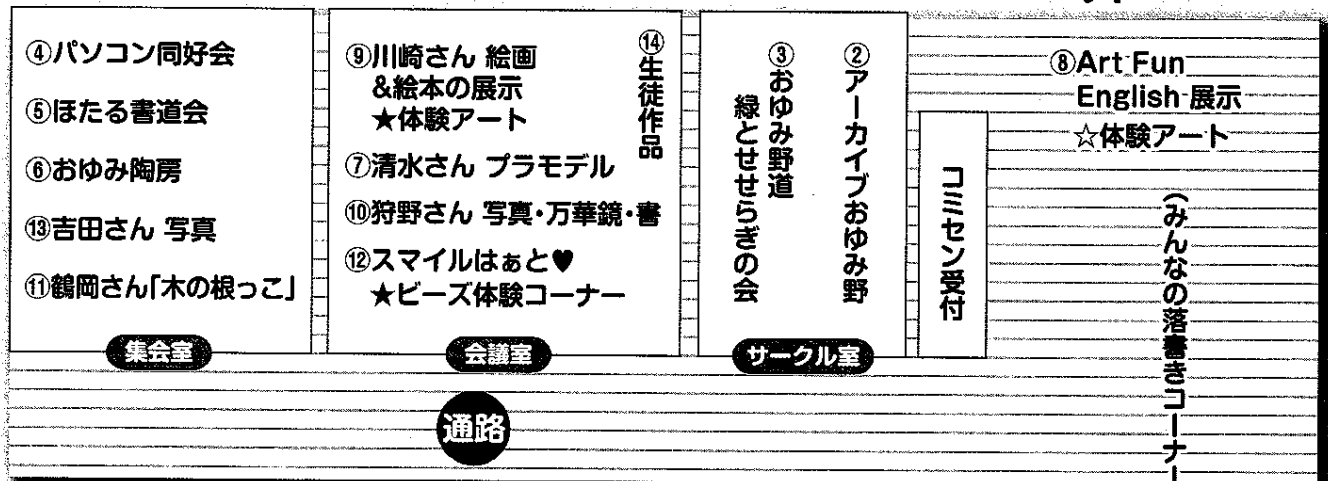 ④パソコン同好会
⑤ほたる書道会
⑥おゆみ陶房
⑬吉田さん 写真
⑪鶴岡さん「木の根っこ」
集会室
⑨川崎さん 絵画
&絵本の展示
★体験アート
⑭生徒作品
⑦清水さん プラモデル
⑩狩野さん 写真・万華鏡・書
⑫スマイルはぁと♥
★ビーズ体験コーナー
会議室
②アーカイブおゆみ野
③おゆみ野道
緑とせせらぎの会
サークル室
コミセン受付
⑧Art Fun
English 展示
☆体験アート
(みんなの落書きコーナー
通路